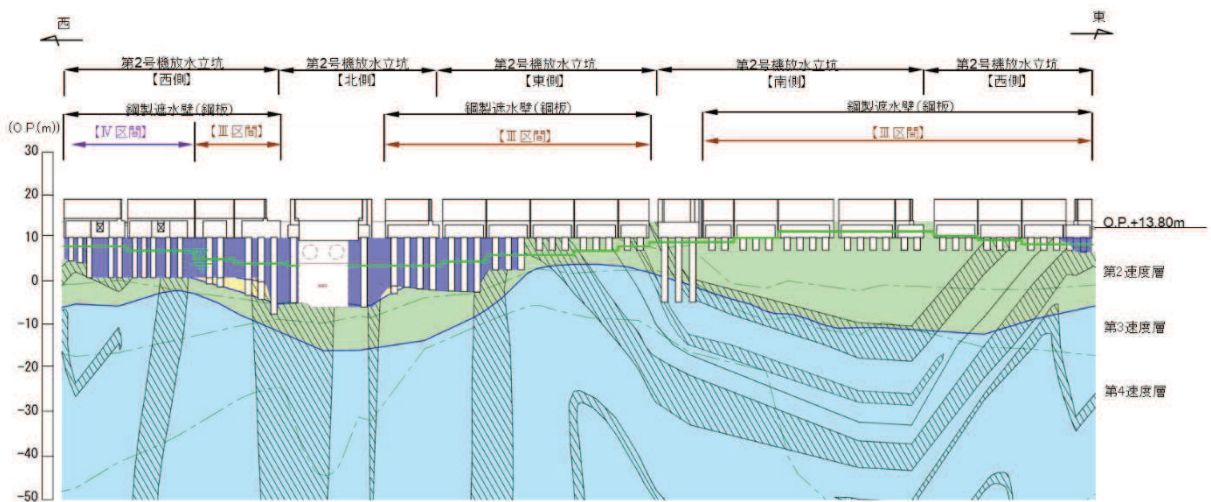 西
東
第2号機放水立坑 第2号機放水立坑 第2号機放水立坑 第2号機放水立坑 第2号機放水立坑
【西側】 【北側】 【東側】 【南側】 【西側】
鋼製遮水壁(鋼板) 鋼製遮水壁(鋼板) 鋼製遮水壁(鋼板)
【Ⅳ区間】 【Ⅲ区間】 【Ⅲ区間】 【Ⅲ区間】
(O.P(m))
30
20
O.P.+13.80m
10
第2速度層
0
-10
第3速度層
-20
第4速度層
-30
-40
-50